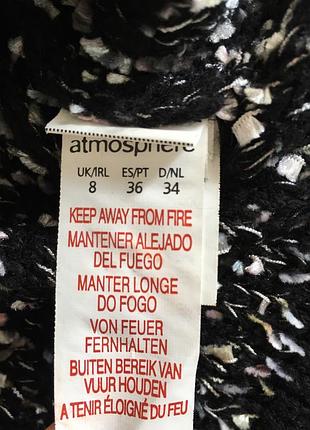 atmosphere
UK/IRL ES/PT D/NL
8 36 34
KEEP AWAY FROM FIRE
MANTENER ALEJADO
DEL FUEGO
MANTER LONGE
DO FOGO
VON FEUER
FERNHALTEN
BUITEN BEREIK VAN
VUUR HOUDEN
A TENIR ÉLOIGNÉ DU FEU